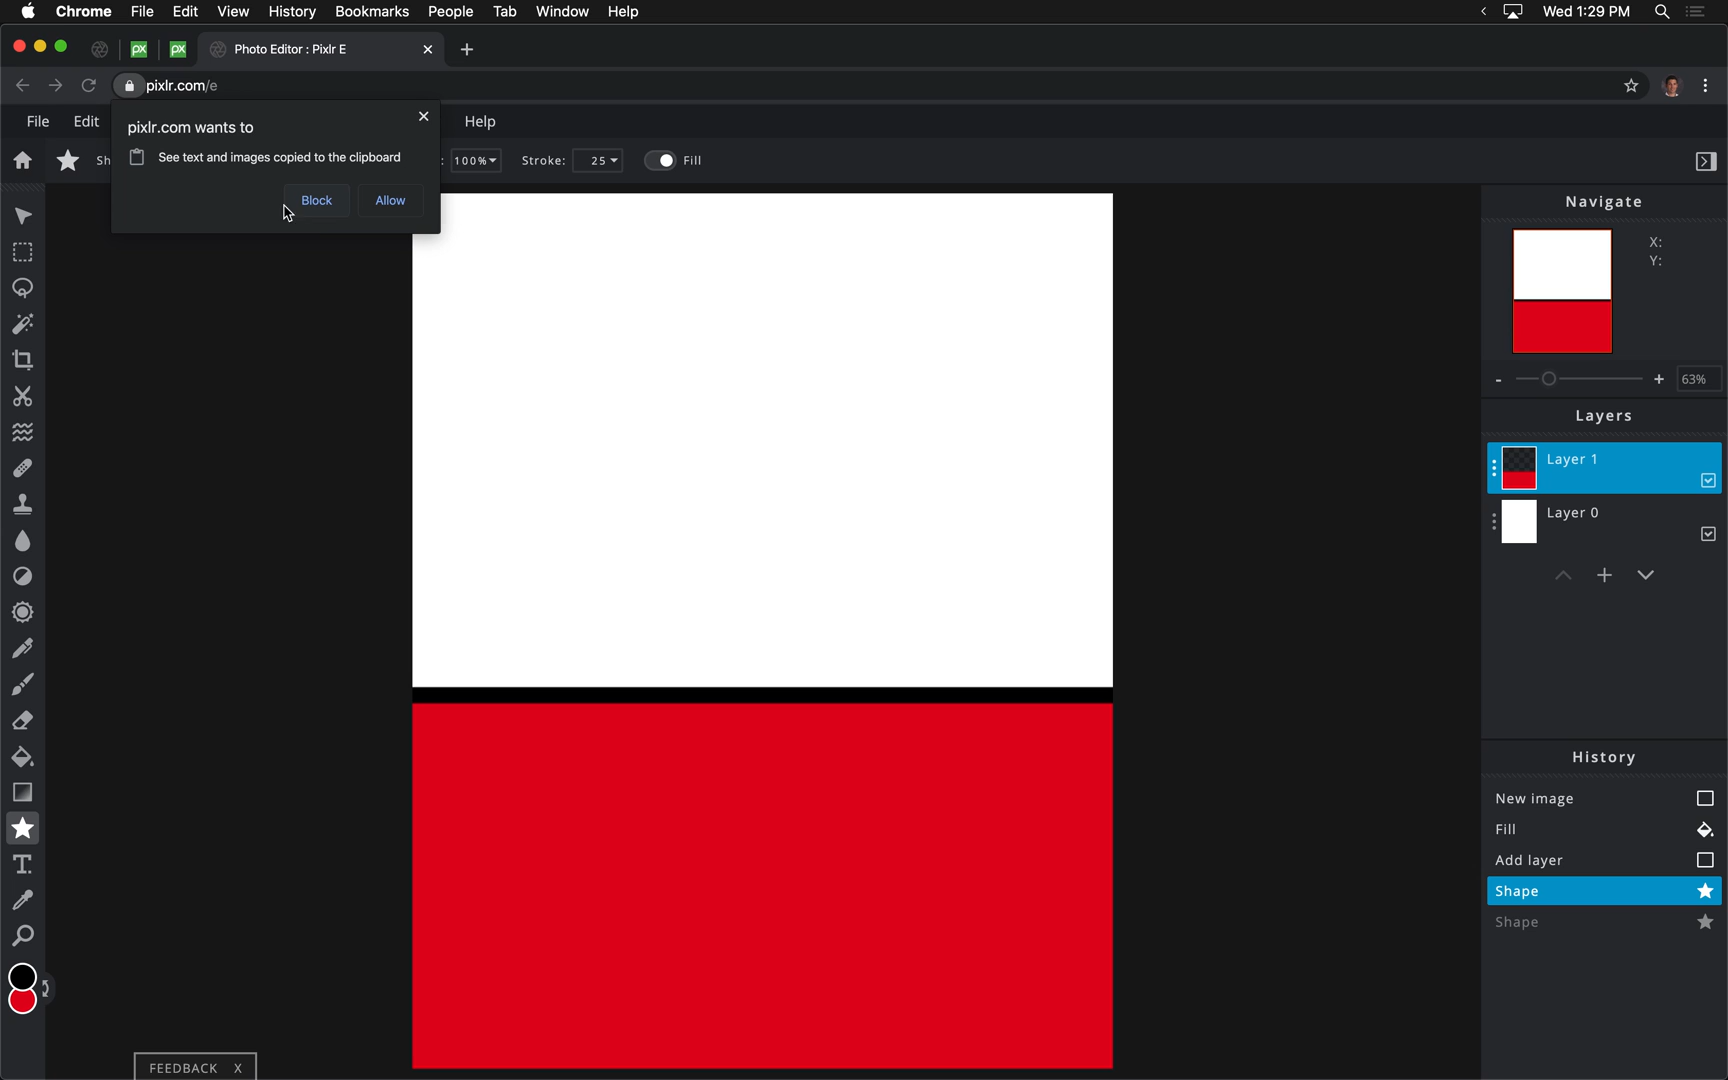 Chrome File Edit View History Bookmarks People Tab Window Help
Wed 1:29 PM
px px Photo Editor : Pixlr E
pixlr.com/e
File Edit Help
pixlr.com wants to
See text and images copied to the clipboard
Block Allow
Sh : 100% Stroke: 25 Fill
Navigate
X:
Y:
- + 63%
Layers
Layer 1
Layer 0
History
New image
Fill
Add layer
Shape
Shape
T
FEEDBACK X